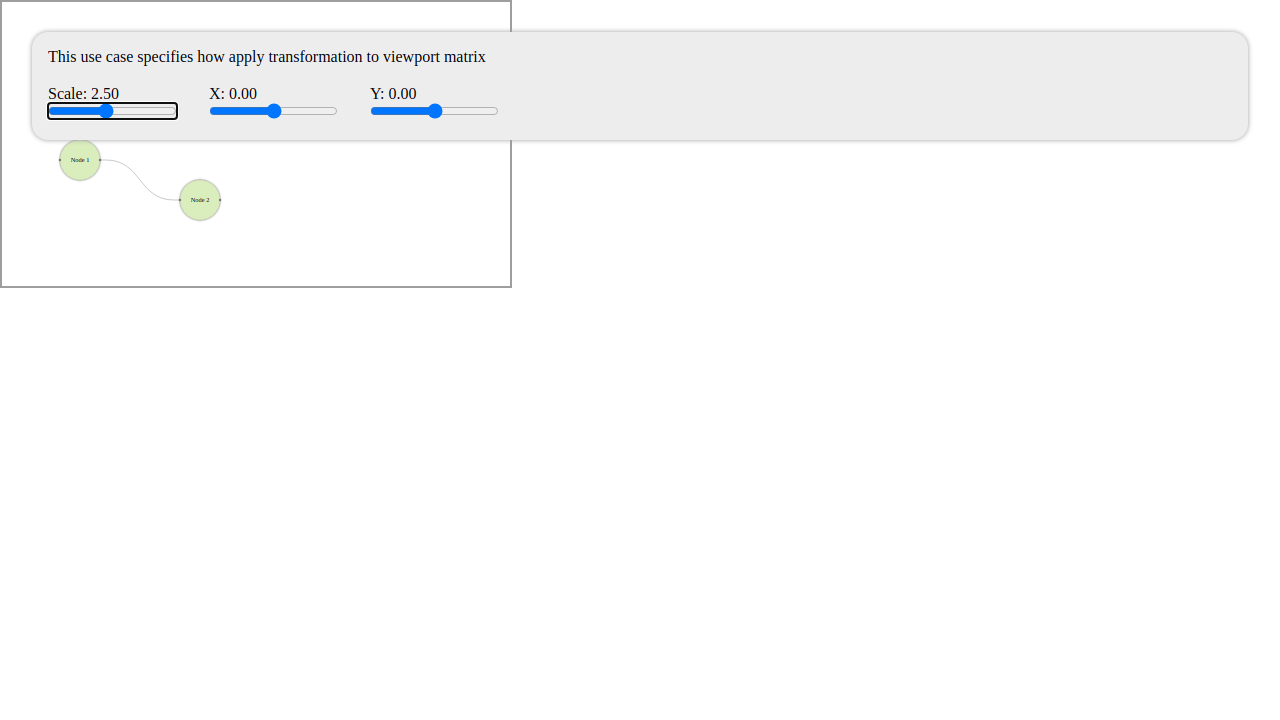 This use case specifies how apply transformation to viewport matrix
Scale: 2.50
X: 0.00
Y: 0.00
Node 1
Node 2